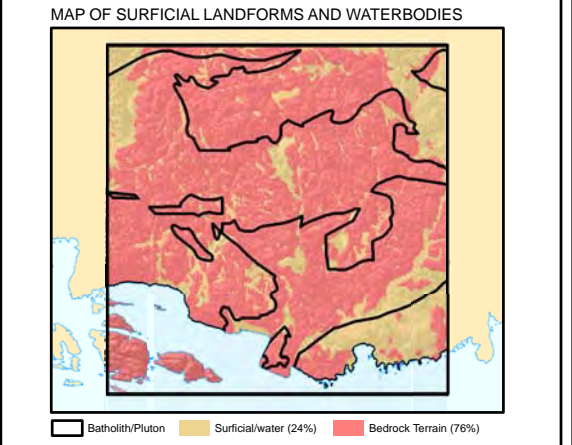 MAP OF SURFICIAL LANDFORMS AND WATERBODIES
Batholith/Pluton Surficial/water (24%) Bedrock Terrain (76%)